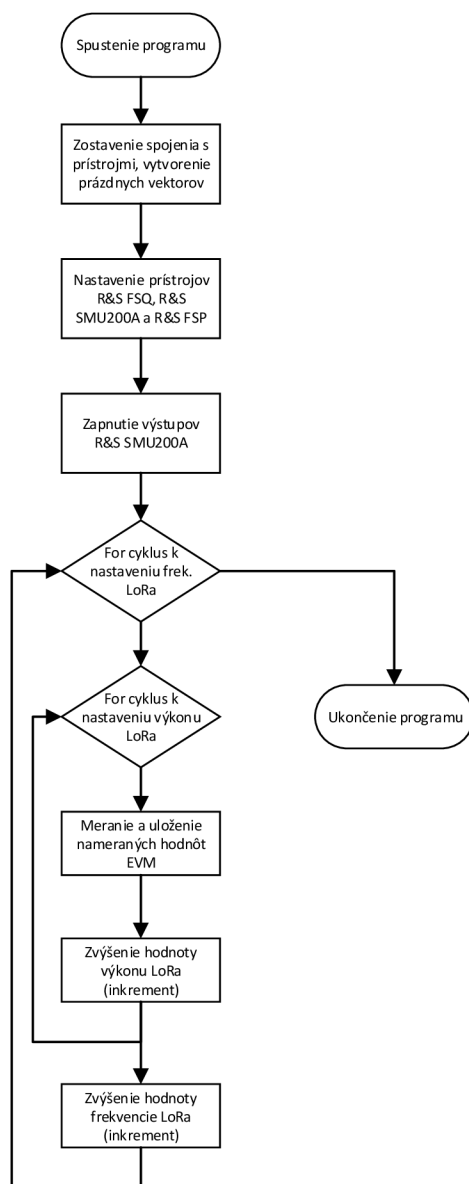 Spustenie programu
Zostavenie spojenia s
prístrojmi, vytvorenie
prázdnych vektorov
Nastavenie prístrojov
R&S FSQ, R&S
SMU200A a R&S FSP
Zapnutie výstupov
R&S SMU200A
For cyklus k
nastaveniu frek.
LoRa
For cyklus k
nastaveniu výkonu
LoRa
Ukončenie programu
Meranie a uloženie
nameraných hodnôt
EVM
Zvýšenie hodnoty
výkonu LoRa
(inkrement)
Zvýšenie hodnoty
frekvencie LoRa
(inkrement)